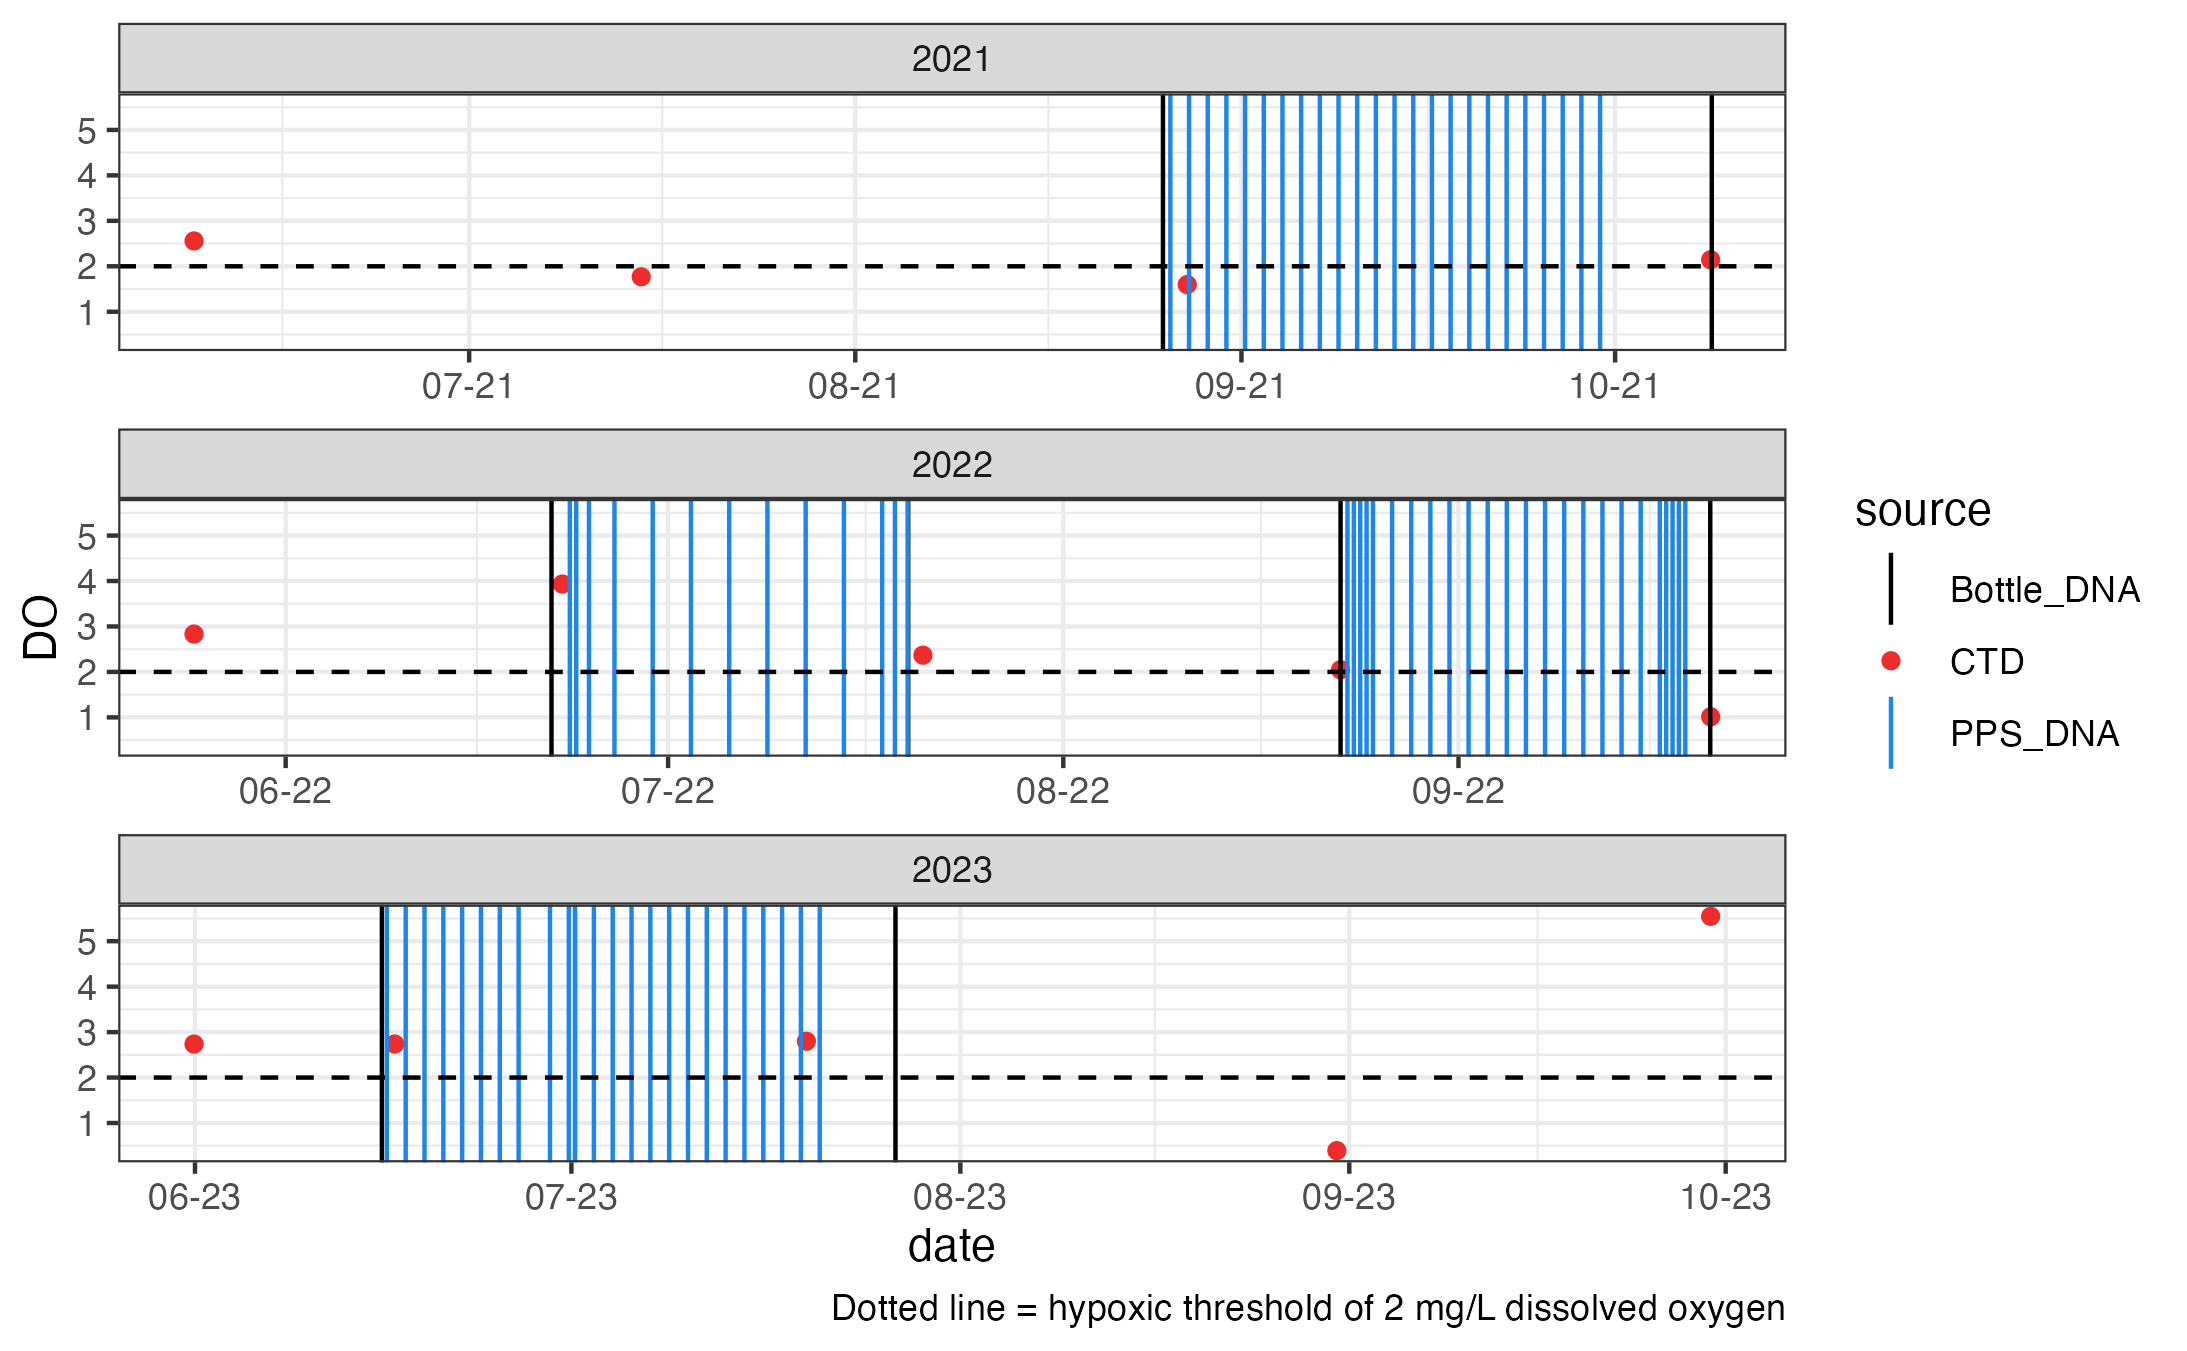 2021
5
4
3
2
1
07-21 08-21 09-21 10-21
2022
5
4
3
2
1
06-22 07-22 08-22 09-22
2023
5
4
3
2
1
06-23 07-23 08-23 09-23 10-23
DO
date
source
Bottle_DNA
CTD
PPS_DNA
Dotted line = hypoxic threshold of 2 mg/L dissolved oxygen